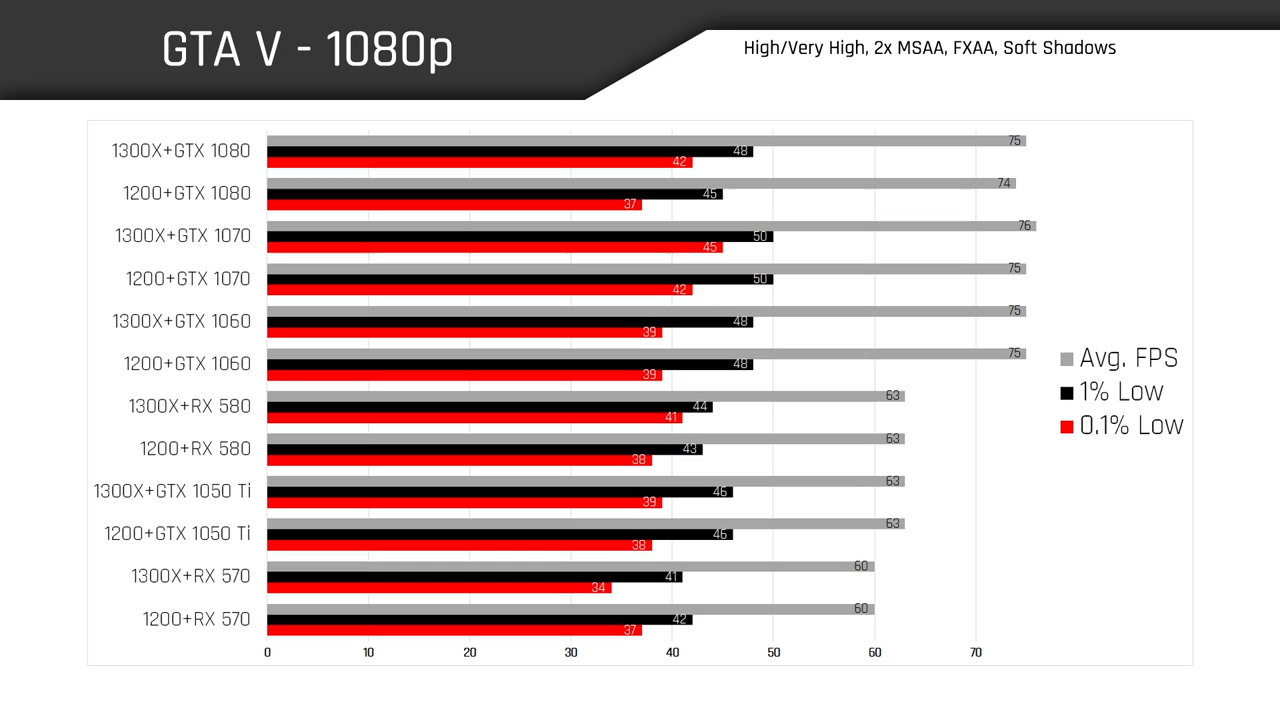 GTA V - 1080p
High/Very High, 2x MSAA, FXAA, Soft Shadows
1300X+GTX 1080
75
48
42
1200+GTX 1080
74
45
37
1300X+GTX 1070
76
50
45
1200+GTX 1070
75
50
42
1300X+GTX 1060
75
48
39
1200+GTX 1060
75
48
39
1300X+RX 580
63
44
41
1200+RX 580
63
43
38
1300X+GTX 1050 Ti
63
46
39
1200+GTX 1050 Ti
63
46
38
1300X+RX 570
60
41
34
1200+RX 570
60
42
37
0 10 20 30 40 50 60 70
Avg. FPS
1% Low
0.1% Low